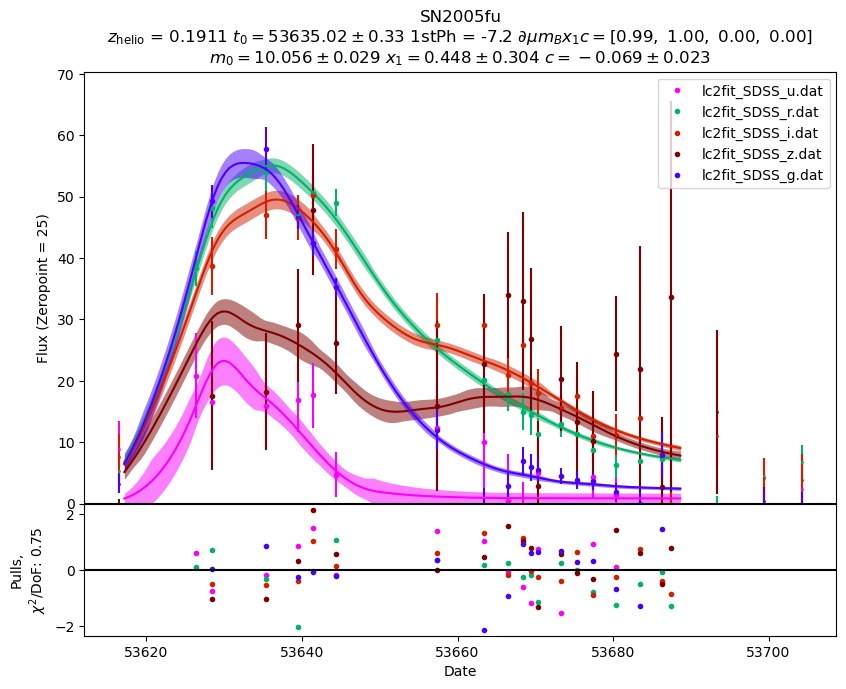 SN2005fu
z_helio = 0.1911 t_0 = 53635.02 ± 0.33 1stPh = -7.2 ∂μm_Bx_1c = [0.99, 1.00, 0.00, 0.00]
m_0 = 10.056 ± 0.029 x_1 = 0.448 ± 0.304 c = −0.069 ± 0.023
70
60
50
40
30
20
10
0
Flux (Zeropoint = 25)
lc2fit_SDSS_u.dat
lc2fit_SDSS_r.dat
lc2fit_SDSS_i.dat
lc2fit_SDSS_z.dat
lc2fit_SDSS_g.dat
2
0
−2
Pulls,
χ²/DoF: 0.75
53620 53640 53660 53680 53700
Date